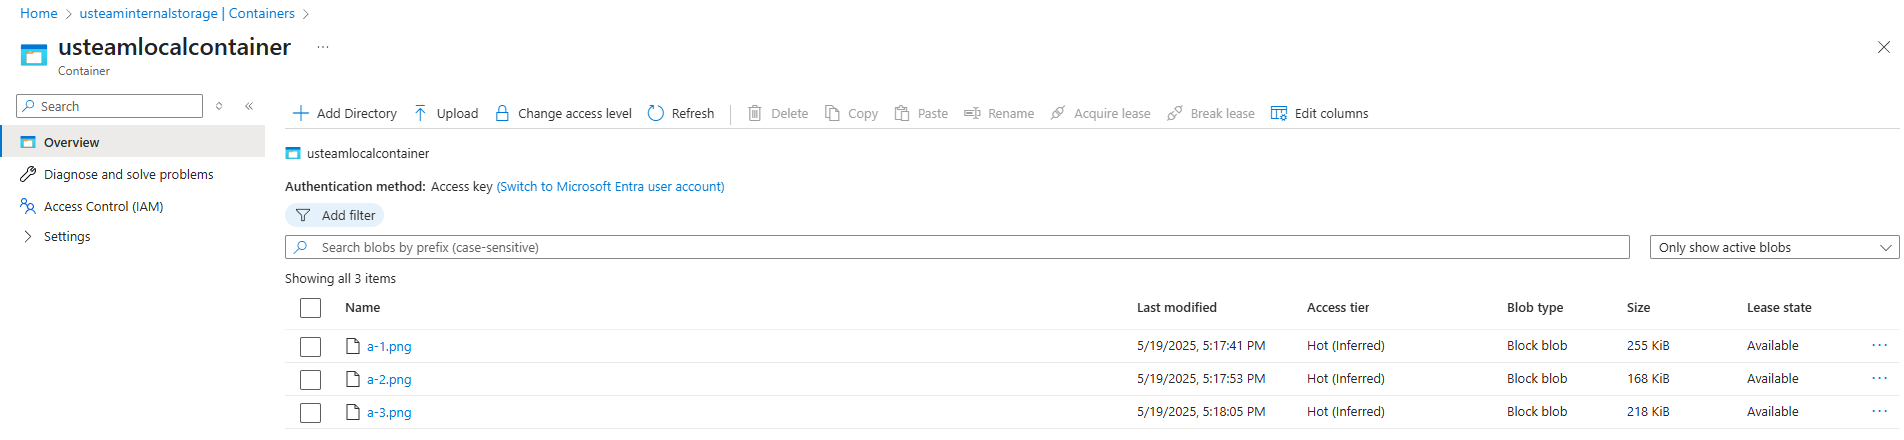 Home > usteaminternalstorage | Containers >
usteamlocalcontainer ...
Container
Search
Overview
Diagnose and solve problems
Access Control (IAM)
Settings
Add Directory Upload Change access level Refresh Delete Copy Paste Rename Acquire lease Break lease Edit columns
usteamlocalcontainer
Authentication method: Access key (Switch to Microsoft Entra user account)
Add filter
Search blobs by prefix (case-sensitive) Only show active blobs
Showing all 3 items
Name Last modified Access tier Blob type Size Lease state
a-1.png 5/19/2025, 5:17:41 PM Hot (Inferred) Block blob 255 KiB Available ...
a-2.png 5/19/2025, 5:17:53 PM Hot (Inferred) Block blob 168 KiB Available ...
a-3.png 5/19/2025, 5:18:05 PM Hot (Inferred) Block blob 218 KiB Available ...